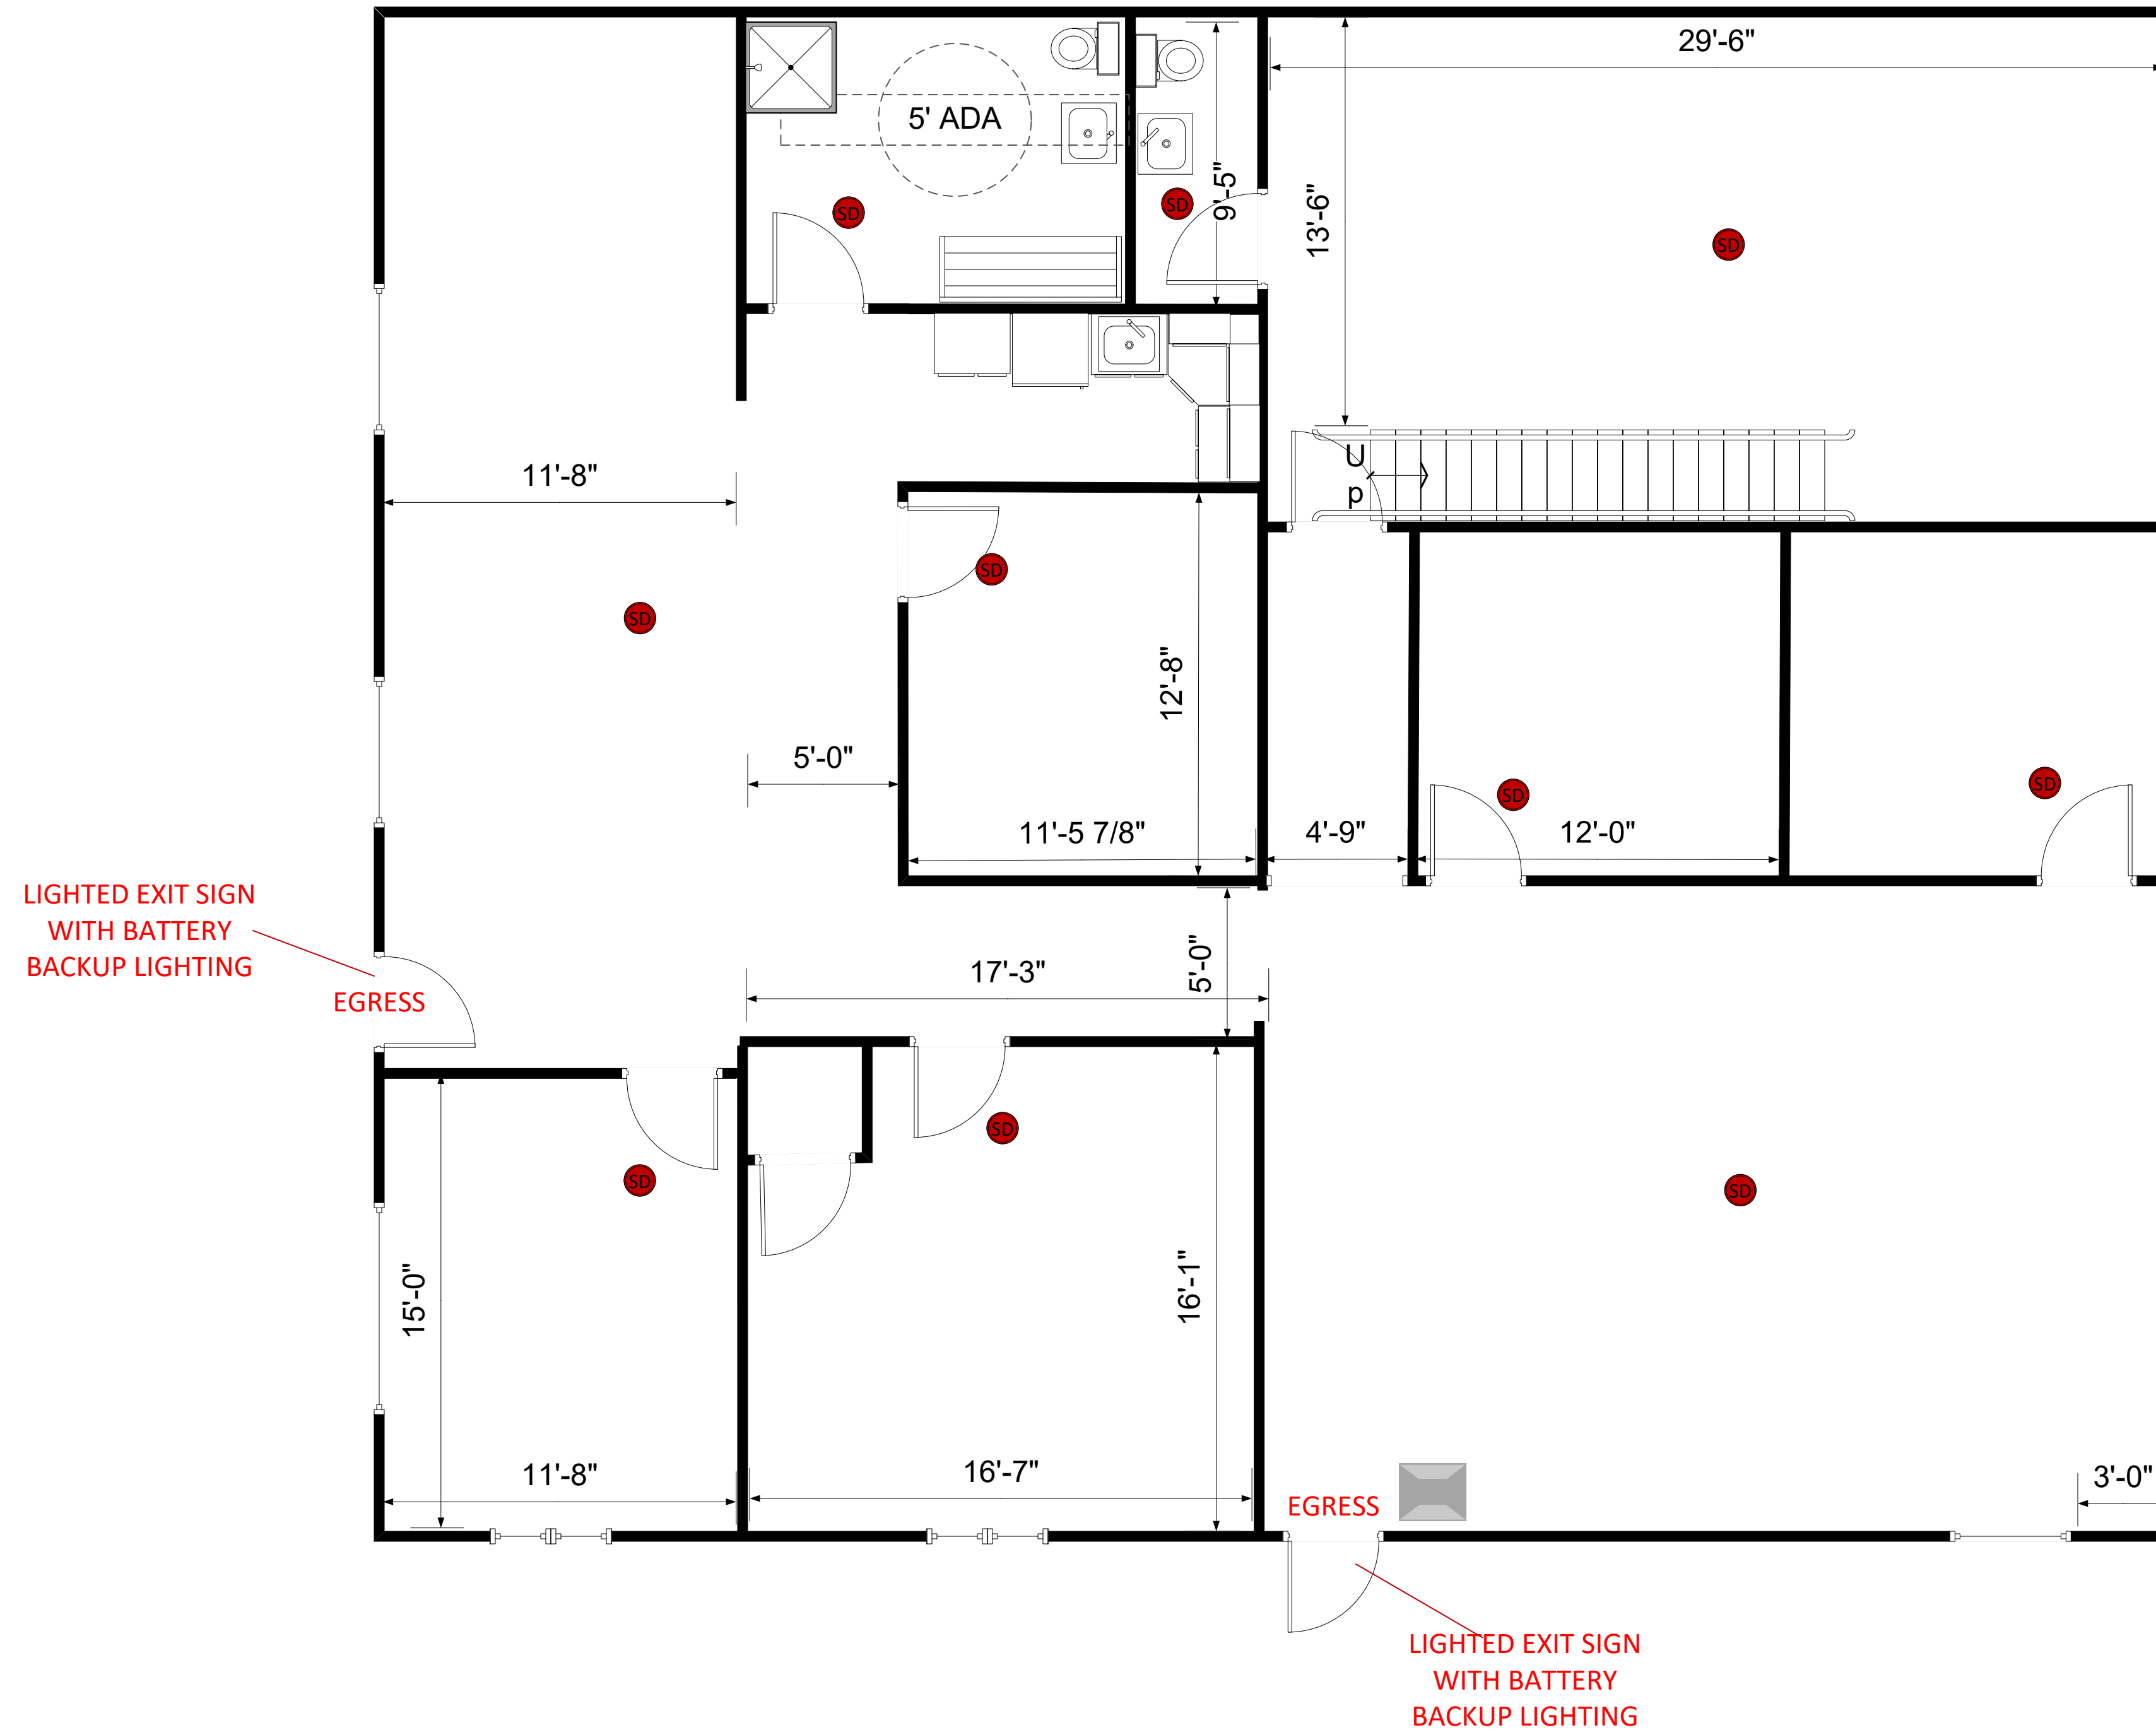 29'-6"
5' ADA
9'-5"
13'-6"
SD
SD
SD
11'-8"
U
p
SD
SD
12'-8"
5'-0"
SD
SD
11'-5 7/8"
4'-9"
12'-0"
LIGHTED EXIT SIGN
WITH BATTERY
BACKUP LIGHTING
EGRESS
17'-3"
5'-0"
SD
SD
SD
15'-0"
16'-1"
11'-8"
16'-7"
3'-0"
EGRESS
LIGHTED EXIT SIGN
WITH BATTERY
BACKUP LIGHTING